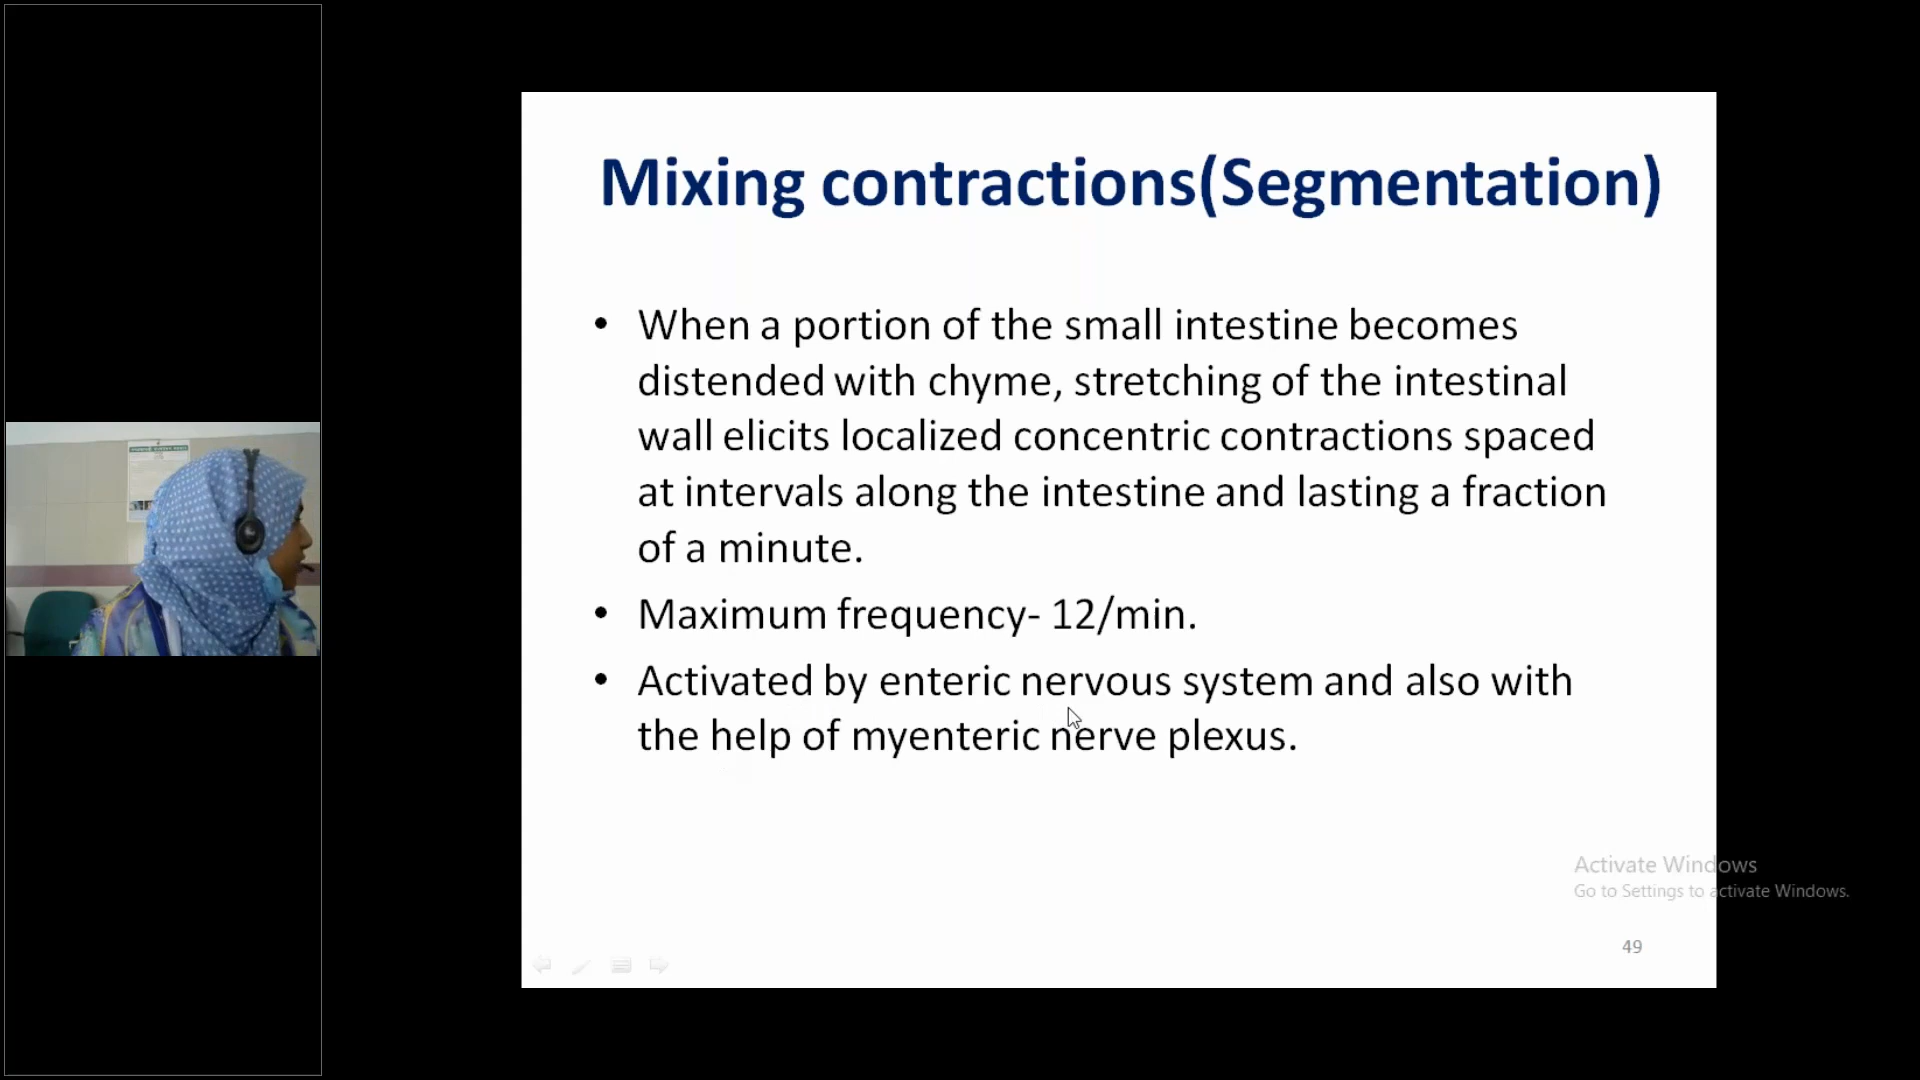 Mixing contractions(Segmentation)
• When a portion of the small intestine becomes
distended with chyme, stretching of the intestinal
wall elicits localized concentric contractions spaced
at intervals along the intestine and lasting a fraction
of a minute.
• Maximum frequency- 12/min.
• Activated by enteric nervous system and also with
the help of myenteric nerve plexus.
Activate Windows
Go to Settings to activate Windows.
49